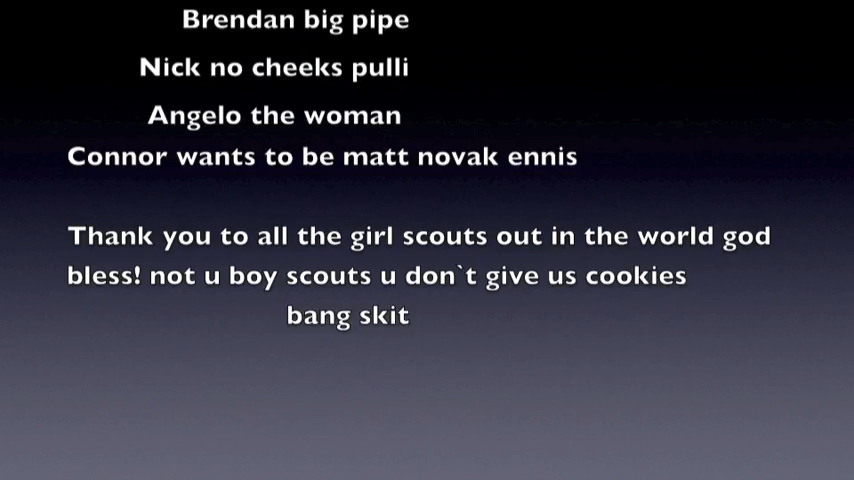 Brendan big pipe
Nick no cheeks pulli
Angelo the woman
Connor wants to be matt novak ennis
Thank you to all the girl scouts out in the world god
bless! not u boy scouts u don`t give us cookies
bang skit